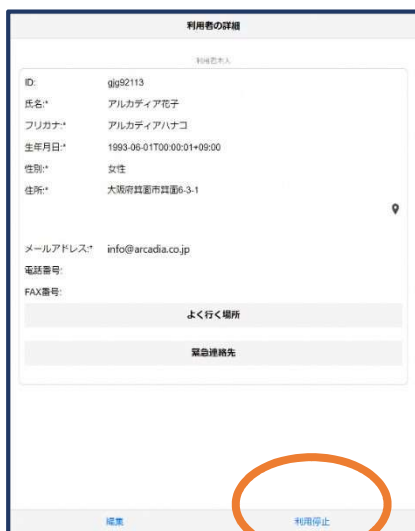 利用者の詳細
利用者本人
ID: gjg92113
氏名:* アルカディア花子
フリガナ:* アルカディアハナコ
生年月日:* 1993-06-01T00:00:01+09:00
性別:* 女性
住所:* 大阪府箕面市箕面6-3-1
メールアドレス:* info@arcadia.co.jp
電話番号:
FAX番号:
よく行く場所
緊急連絡先
編集 利用停止